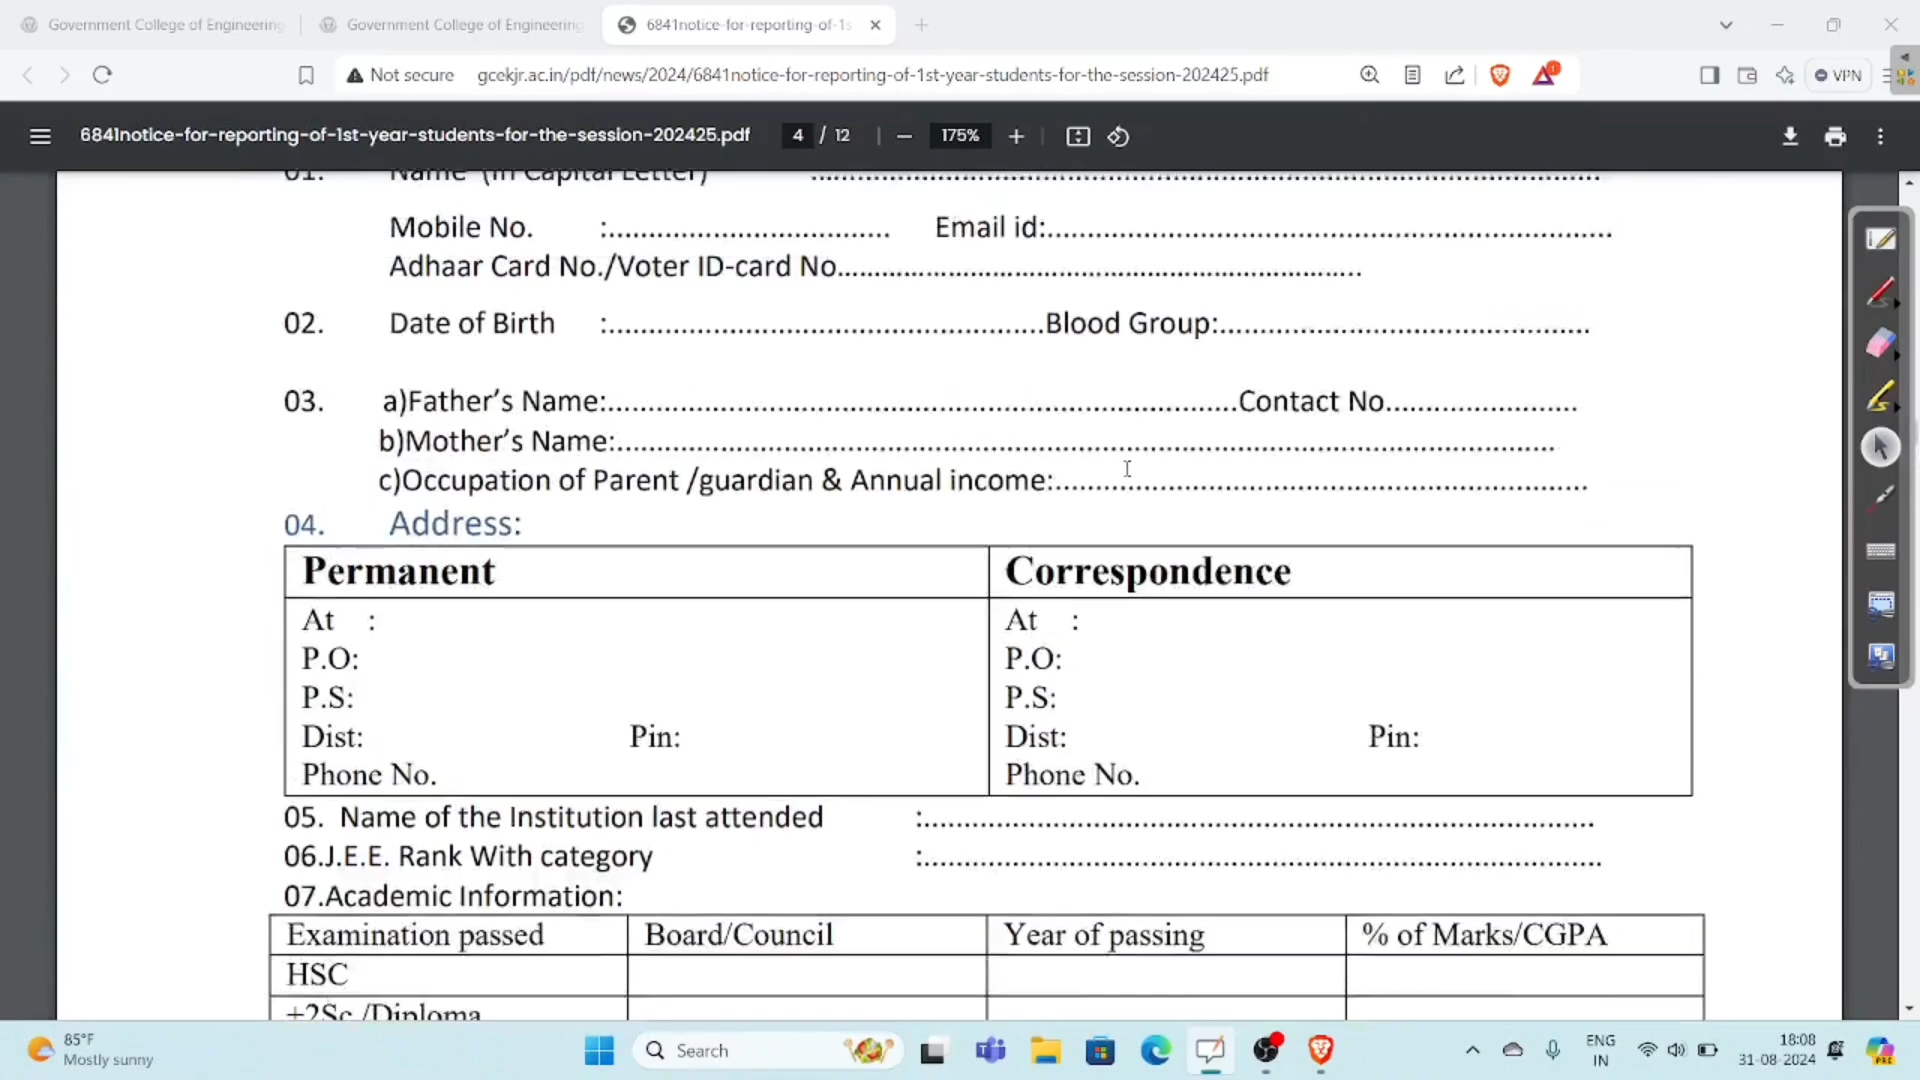 Government College of Engineering
Government College of Engineering
6841notice-for-reporting-of-1s
Not secure
gcekjr.ac.in/pdf/news/2024/6841notice-for-reporting-of-1st-year-students-for-the-session-202425.pdf
1
VPN
6841notice-for-reporting-of-1st-year-students-for-the-session-202425.pdf
4 / 12
175%
01. Name (In Capital Letter) ..................................................................................................
Mobile No. :................................... Email id:......................................................................
Adhaar Card No./Voter ID-card No.................................................................
02. Date of Birth :......................................................Blood Group:..............................................
03. a)Father's Name:..............................................................................Contact No........................
b)Mother's Name:....................................................................................................................
c)Occupation of Parent /guardian & Annual income:..................................................................
04. Address:
Permanent Correspondence
At : At :
P.O: P.O:
P.S: P.S:
Dist: Pin: Dist: Pin:
Phone No. Phone No.
05. Name of the Institution last attended :...................................................................................
06.J.E.E. Rank With category :....................................................................................
07.Academic Information:
Examination passed Board/Council Year of passing % of Marks/CGPA
HSC
+2Sc./Diploma
85°F
Mostly sunny
Search
ENG
IN
18:08
31-08-2024
PRE